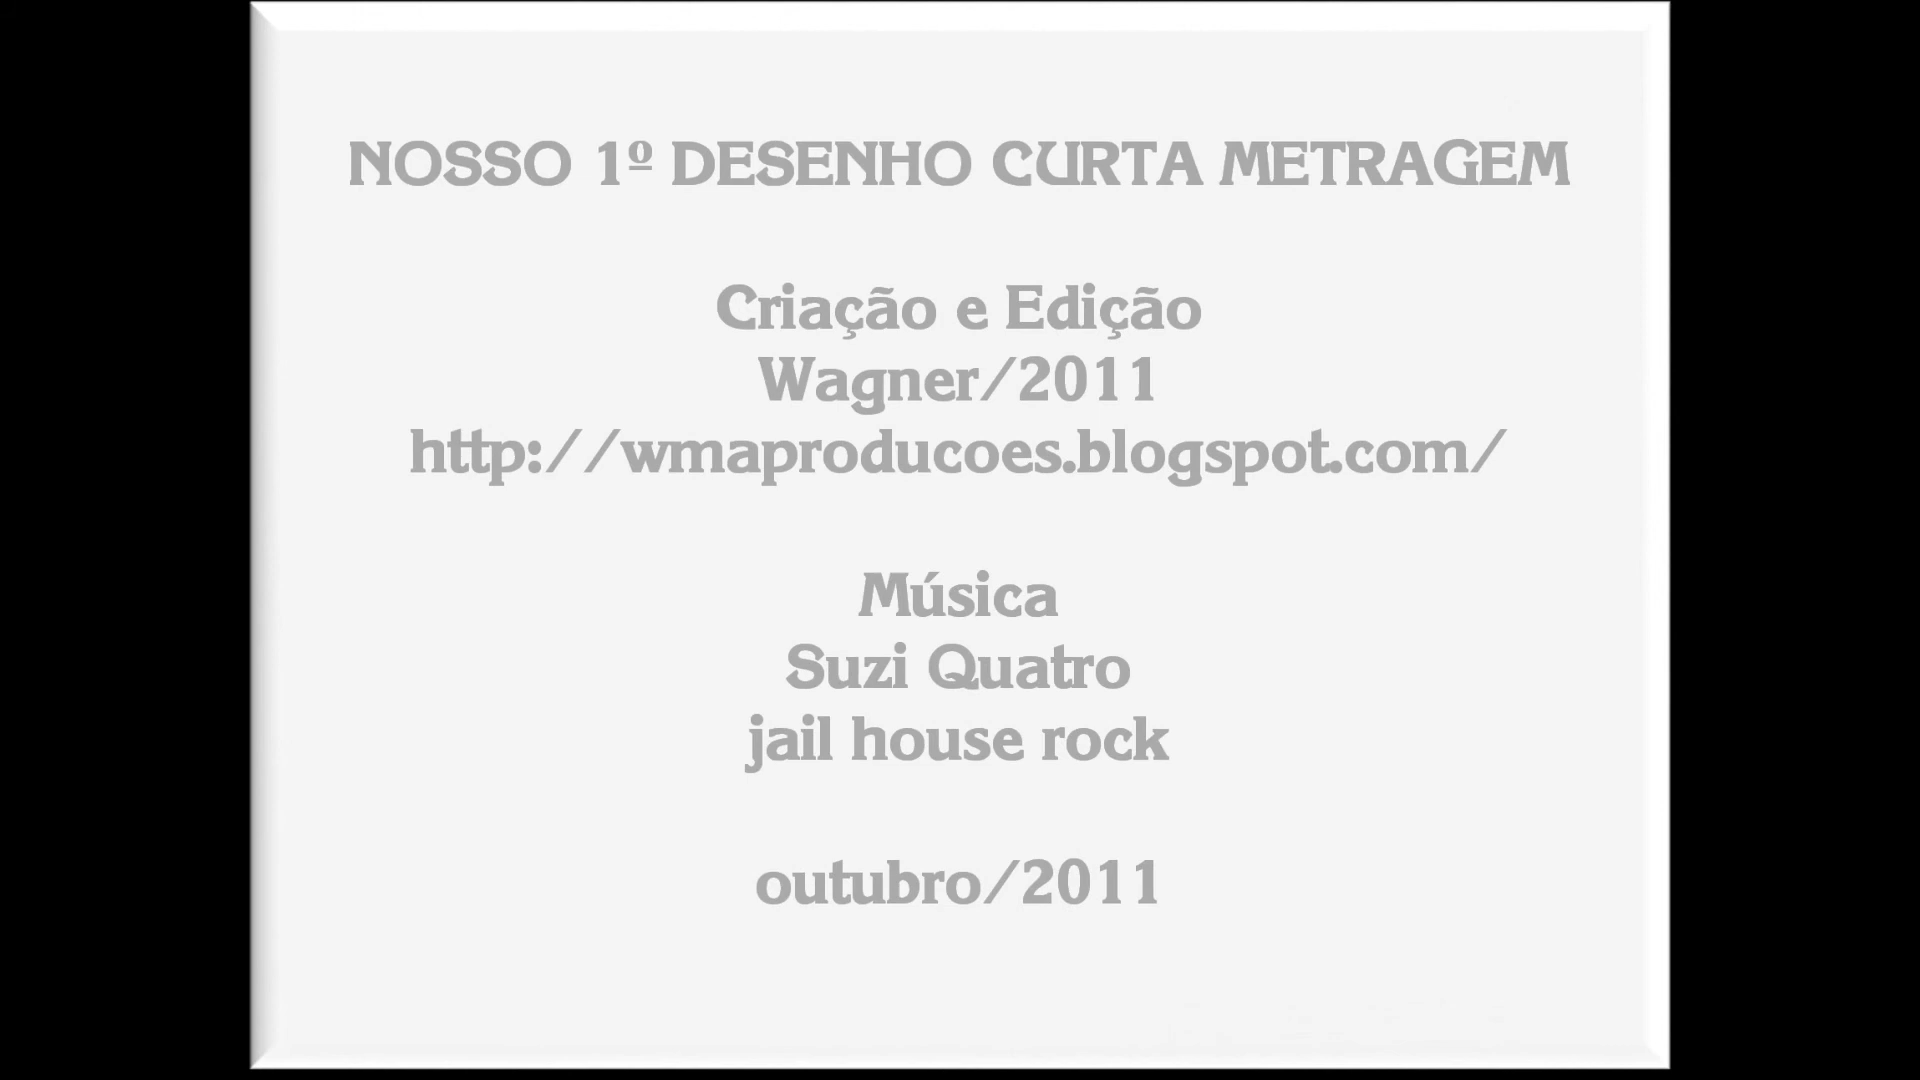 NOSSO 1º DESENHO CURTA METRAGEM
Criação e Edição
Wagner/2011
http://wmaproducoes.blogspot.com/
Música
Suzi Quatro
jail house rock
outubro/2011